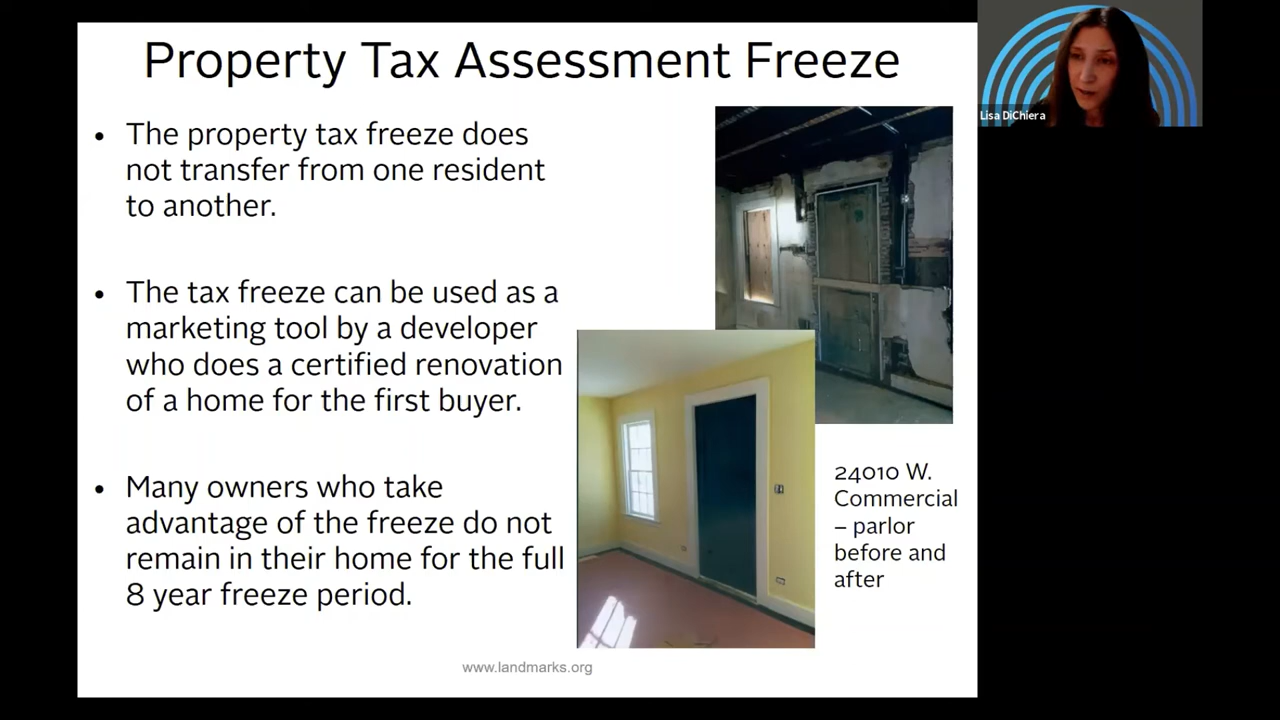 Property Tax Assessment Freeze
• The property tax freeze does
not transfer from one resident
to another.
• The tax freeze can be used as a
marketing tool by a developer
who does a certified renovation
of a home for the first buyer.
• Many owners who take
advantage of the freeze do not
remain in their home for the full
8 year freeze period.
24010 W.
Commercial
– parlor
before and
after
www.landmarks.org
Lisa DiChiera